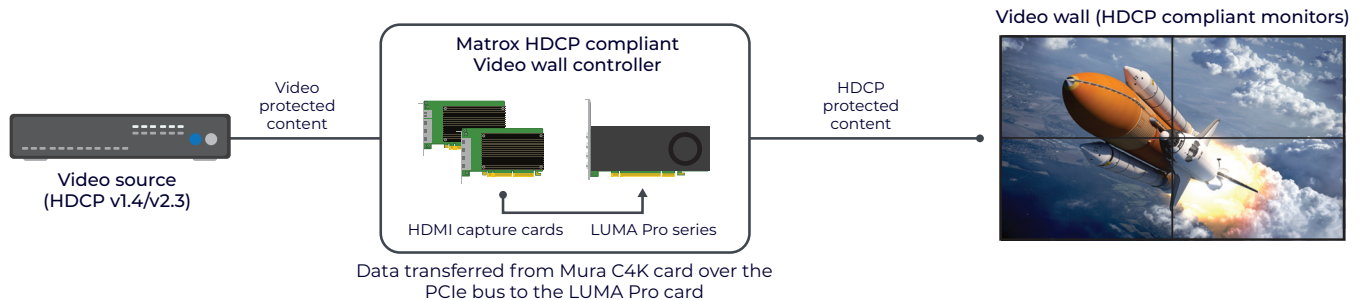 Video wall (HDCP compliant monitors)
Matrox HDCP compliant
Video wall controller
Video
protected
content
HDCP
protected
content
Video source
(HDCP v1.4/v2.3)
HDMI capture cards
LUMA Pro series
Data transferred from Mura C4K card over the
PCIe bus to the LUMA Pro card